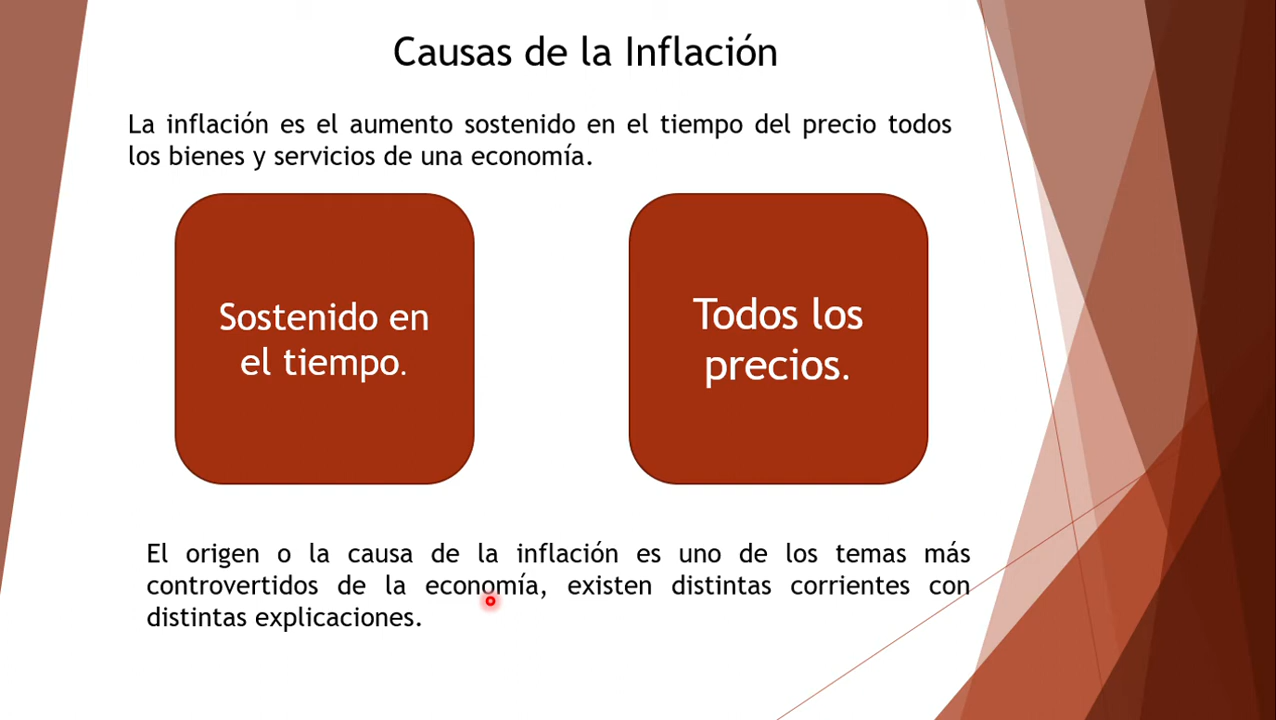 Causas de la Inflación
La inflación es el aumento sostenido en el tiempo del precio todos
los bienes y servicios de una economía.
Sostenido en
el tiempo.
Todos los
precios.
El origen o la causa de la inflación es uno de los temas más
controvertidos de la economía, existen distintas corrientes con
distintas explicaciones.